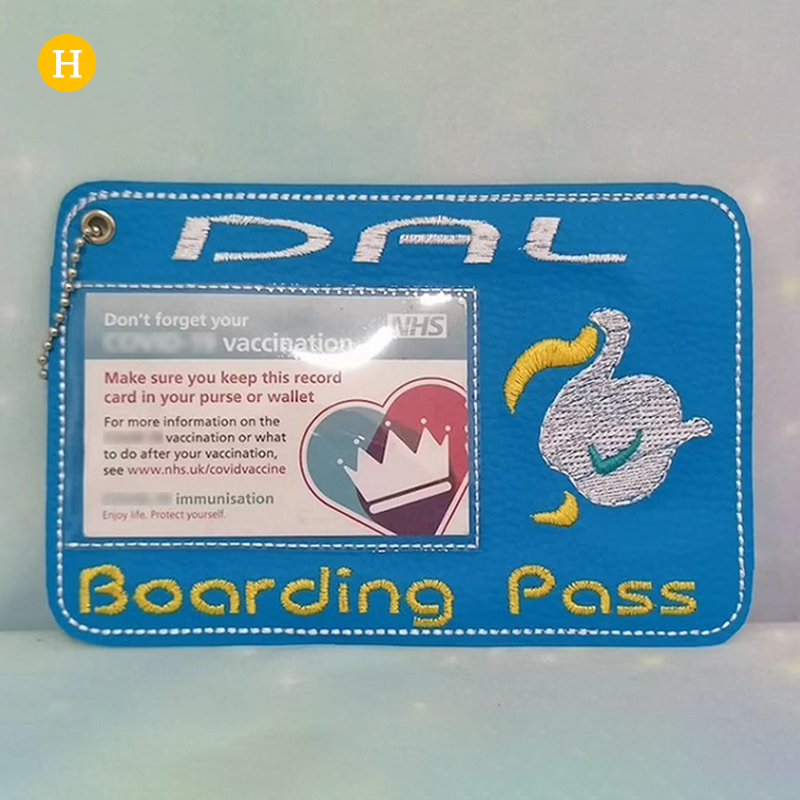 H
DAL
Don't forget your
vaccination
NHS
Make sure you keep this record
card in your purse or wallet
For more information on the
vaccination or what
to do after your vaccination,
see www.nhs.uk/covidvaccine
immunisation
Enjoy life. Protect yourself.
Boarding Pass